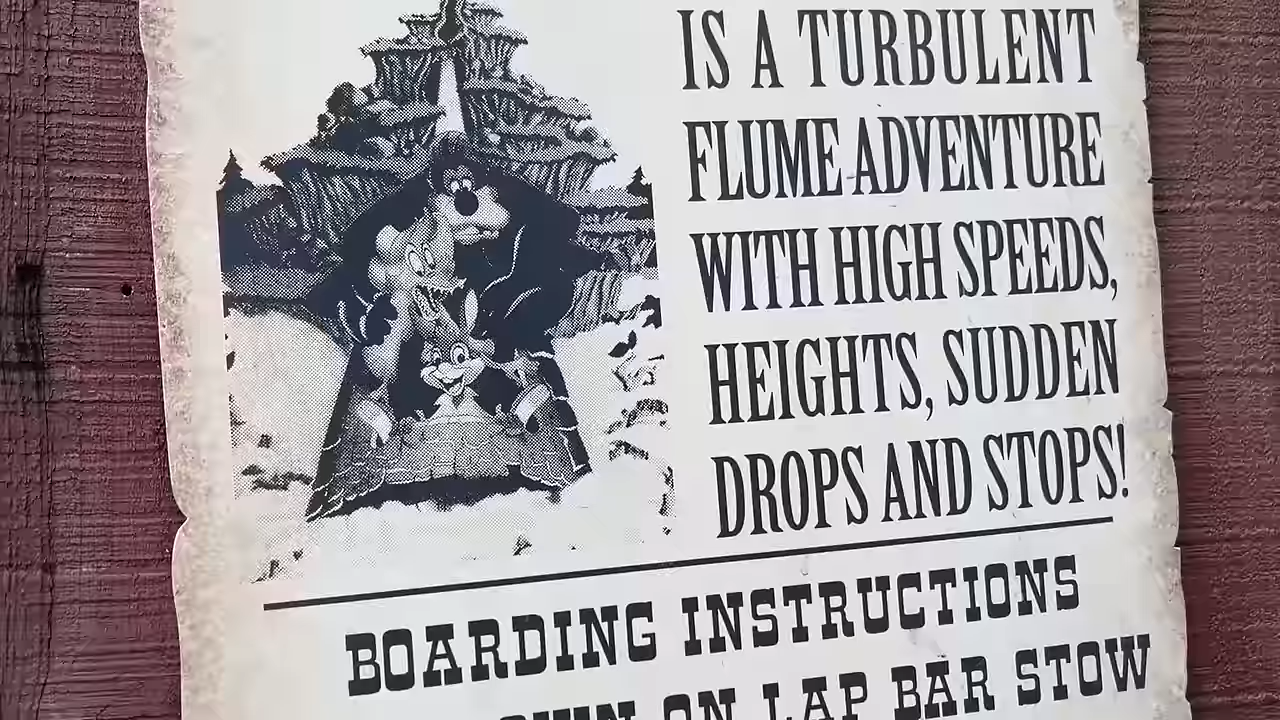 IS A TURBULENT
FLUME ADVENTURE
WITH HIGH SPEEDS,
HEIGHTS, SUDDEN
DROPS AND STOPS!
BOARDING INSTRUCTIONS
ON LAP BAR STOW